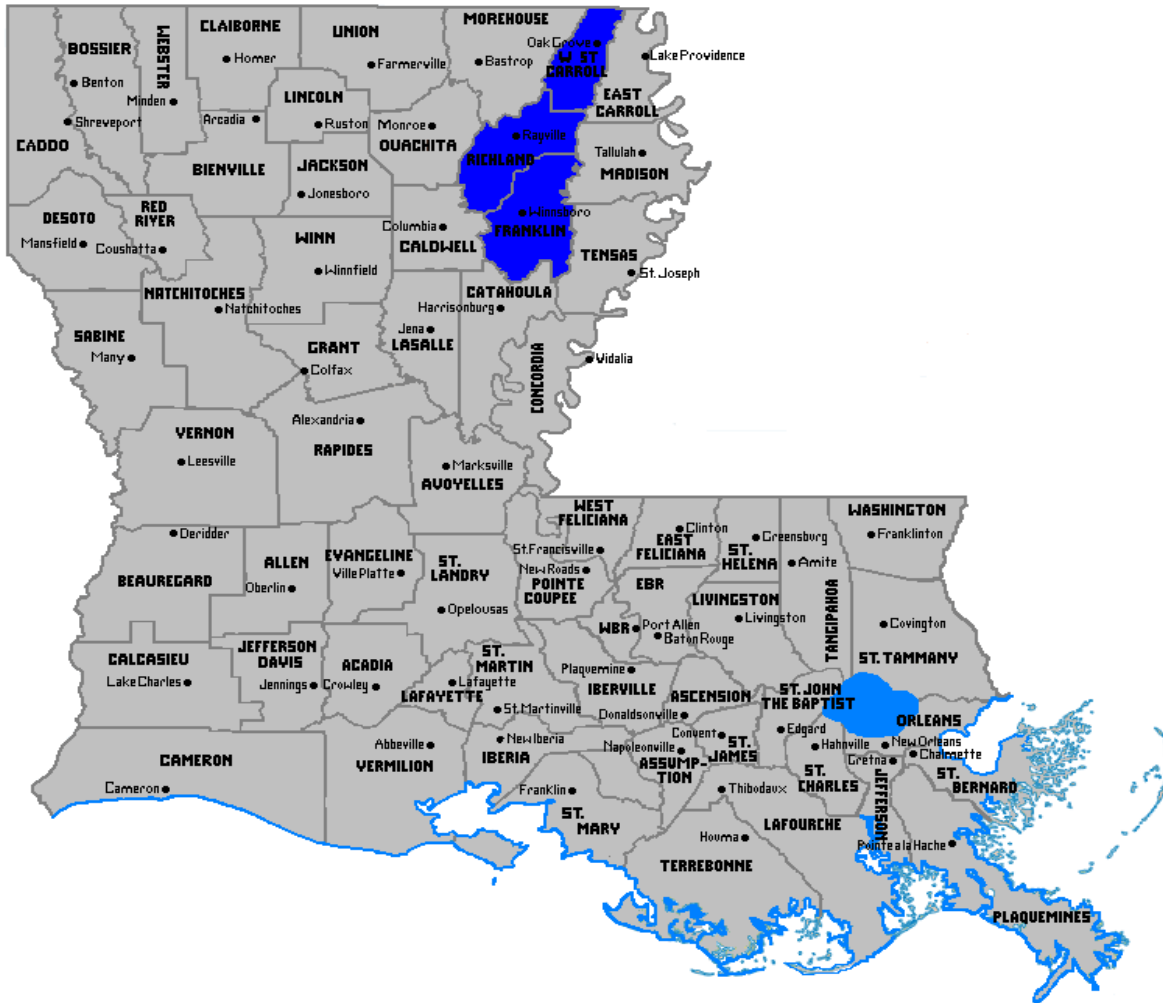 MOREHOUSE
CLAIBORNE
UNION
WEBSTER
BOSSIER
Oak Grove
W ST
CARROLL
Lake Providence
Homer
Farmerville
Bastrop
Benton
EAST
CARROLL
Minden
LINCOLN
Shreveport
Arcadia
Ruston
Monroe
OUACHITA
Rayville
CADDO
RICHLAND
Tallulah
MADISON
BIENVILLE
JACKSON
Jonesboro
DESOTO
RED
RIVER
Mansfield
Coushatta
WINN
Columbia
CALDWELL
Winnsboro
FRANKLIN
TENSAS
Winnfield
St. Joseph
NATCHITOCHES
Natchitoches
CATAHOULA
Harrisonburg
SABINE
Many
GRANT
Colfax
Jena
LASALLE
CONCORDIA
Vidalia
Alexandria
RAPIDES
VERNON
Leesville
Marksville
AVOYELLES
WEST
FELICIANA
WASHINGTON
Deridder
Clinton
EAST
FELICIANA
Greensburg
ST.
HELENA
Franklinton
BEAUREGARD
ALLEN
Oberlin
EVANGELINE
Ville Platte
ST.
LANDRY
St. Francisville
New Roads
POINTE
COUPEE
EBR
Amite
TANGIPAHOA
LIVINGSTON
Livingston
Opelousas
WBR
Port Allen
Baton Rouge
Covington
ST. TAMMANY
CALCASIEU
Lake Charles
JEFFERSON
DAVIS
Jennings
ACADIA
Crowley
LAFAYETTE
Lafayette
ST.
MARTIN
St. Martinville
Plaquemine
IBERVILLE
ASCENSION
Donaldsonville
ST. JOHN
THE BAPTIST
Edgard
ORLEANS
New Orleans
Chalmette
CAMERON
Cameron
Abbeville
VERMILION
New Iberia
IBERIA
Napoleonville
ASSUMP-
TION
Convent
ST.
JAMES
Hahnville
ST.
CHARLES
Gretna
JEFFERSON
ST.
BERNARD
Franklin
ST.
MARY
Thibodaux
LAFOURCHE
Houma
TERREBONNE
Pointe a la Hache
PLAQUEMINES